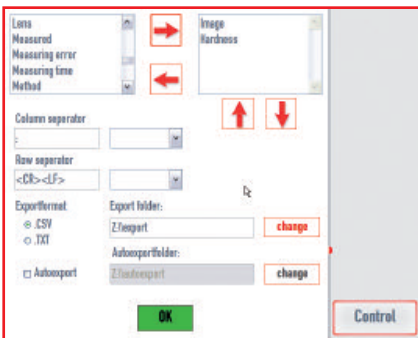 Lens
Measured
Measuring error
Measuring time
Method
Image
Hardness
Column seperator
;
Row seperator
<CR><LF>
Exportformat
.CSV
.TXT
Export folder:
Z:\export
change
Autoexportfolder:
Autoexport
Z:\autoexport
change
OK
Control